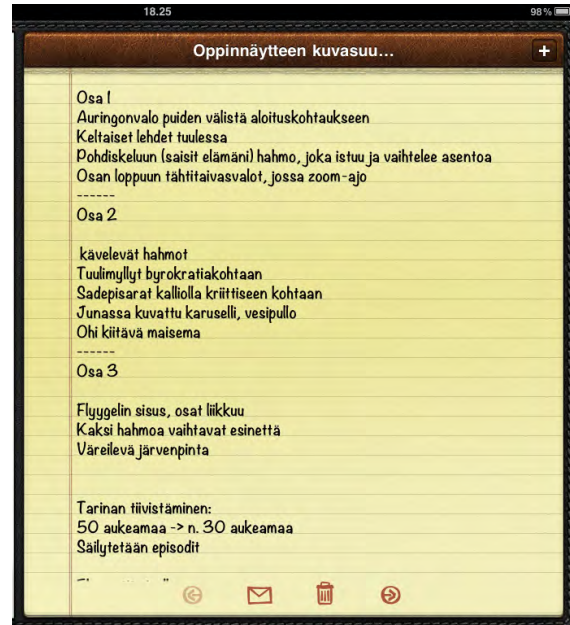 18.25
98%
Oppinnäytteen kuvasuu...
+
Osa 1
Auringonvalo puiden välistä aloituskohtaukseen
Keltaiset lehdet tuulessa
Pohdiskeluun (saisit elämäni) hahmo, joka istuu ja vaihtelee asentoa
Osan loppuun tähtitaivasvalot, jossa zoom-ajo
------
Osa 2
kävelevät hahmot
Tuulimyllyt byrokratiakohtaan
Sadepisarat kalliolla kriittiseen kohtaan
Junassa kuvattu karuselli, vesipullo
Ohi kiitävä maisema
------
Osa 3
Flyygelin sisus, osat liikkuu
Kaksi hahmoa vaihtavat esinettä
Väreilevä järvenpinta
Tarinan tiivistäminen:
50 aukeamaa -> n. 30 aukeamaa
Säilytetään episodit